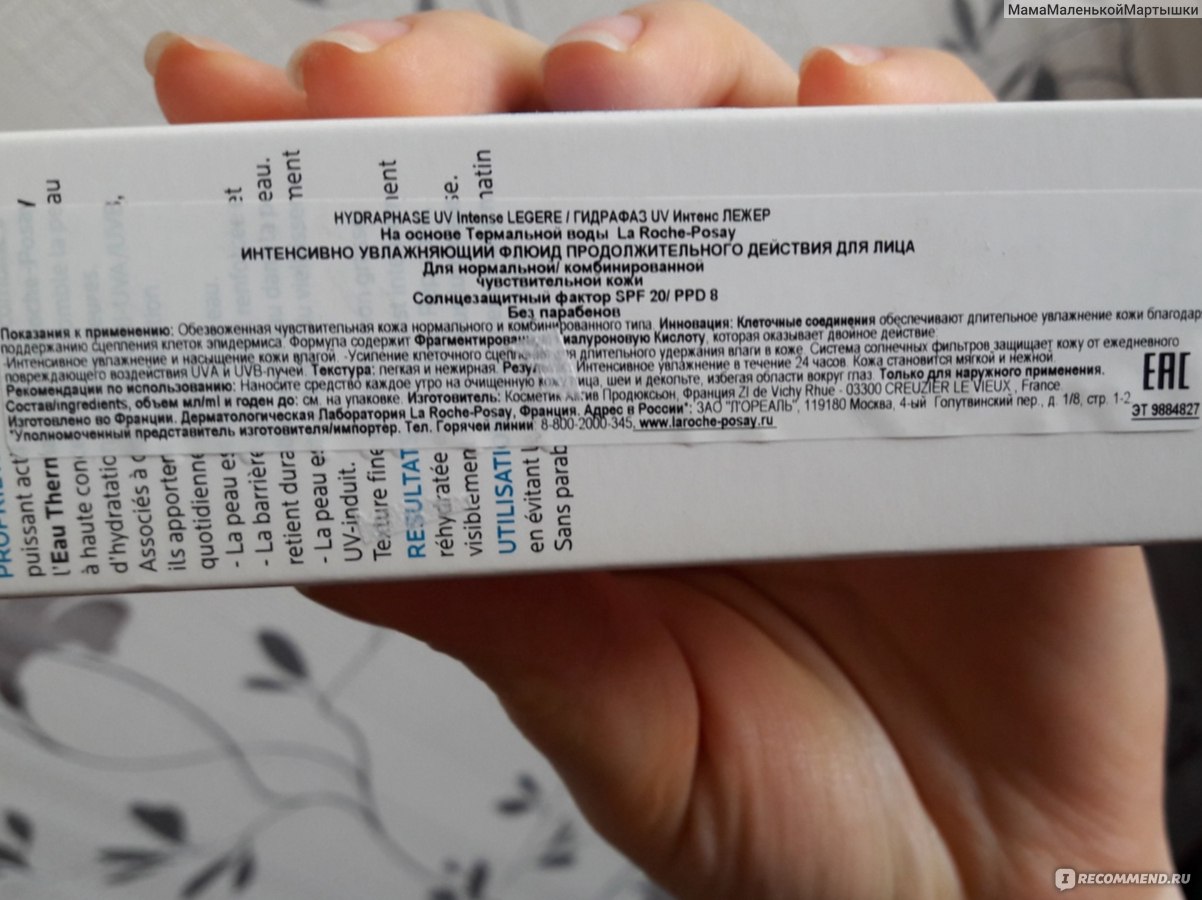 МамаМаленькойМартышки
HYDRAPHASE UV Intense LEGERE / ГИДРАФАЗ UV Интенс ЛЕЖЕР
На основе Термальной воды La Roche-Posay
ИНТЕНСИВНО УВЛАЖНЯЮЩИЙ ФЛЮИД ПРОДОЛЖИТЕЛЬНОГО ДЕЙСТВИЯ ДЛЯ ЛИЦА
Для нормальной/ комбинированной
чувствительной кожи
Солнцезащитный фактор SPF 20/ PPD 8
Без парабенов
Показания к применению: Обезвоженная чувствительная кожа нормального и комбинированного типа. Инновация: Клеточные соединения обеспечивают длительное увлажнение кожи благодар
поддержанию сцепления клеток эпидермиса. Формула содержит Фрагментирован иалуроновую Кислоту, которая оказывает двойное действие
-Интенсивное увлажнение и насыщение кожи влагой. -Усиление клеточного сцепле для длительного удержания влаги в коже. Система солнечных фильтров защищает кожу от ежедневного
повреждающего воздействия UVA и UVB-лучей. Текстура: легкая и нежирная. Резул Интенсивное увлажнение в течение 24 часов. Кожа становится мягкой и нежной.
Рекомендации по использованию: Наносите средство каждое утро на очищенную кожу лица, шеи и декольте, избегая области вокруг глаз. Только для наружного применения.
Состав/ingredients, объем мл/ml и годен до: см. на упаковке. Изготовитель: Косметик Актив Продюксьон, Франция ZI de Vichy Rhue - 03300 CREUZIER LE VIEUX , France
Изготовлено во Франции. Дерматологическая Лаборатория La Roche-Posay, Франция. Адрес в России": ЗАО "ЛОРЕАЛЬ", 119180 Москва, 4-ый Голутвинский пер., д. 1/8, стр. 1-2
"Уполномоченный представитель изготовителя/импортер. Тел. Горячей линии 8-800-2000-345, www.laroche-posay.ru
EAC
ЭТ 9884827
puissant act
l'Eau Therm
à haute con
d'hydratatic
Associés à
ils apporter
quotidienne
- La peau es
- La barrière
retient dura
- La peau es
UV-induit.
Texture fine
RESULTAT
réhydratée
visiblemen
UTILISATI
en évitant
Sans parab
IRECOMMEND.RU